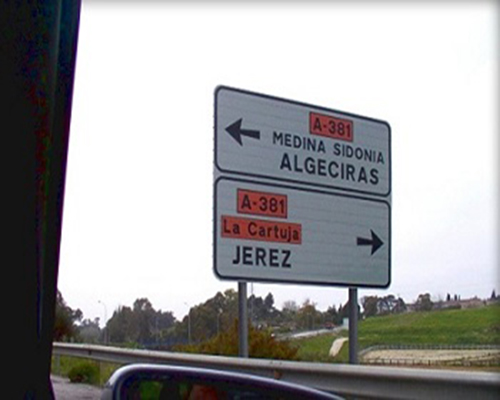 A-381
MEDINA SIDONIA
ALGECIRAS
A-381
La Cartuja
JEREZ